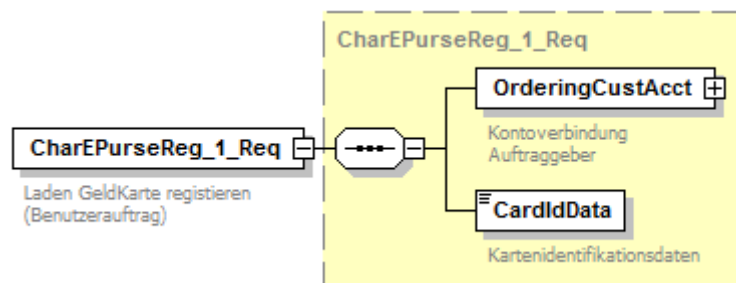 CharEPurseReg_1_Req
OrderingCustAcct
Kontoverbindung
Auftraggeber
CharEPurseReg_1_Req
Laden GeldKarte registieren
(Benutzerauftrag)
CardIdData
Kartenidentifikationsdaten